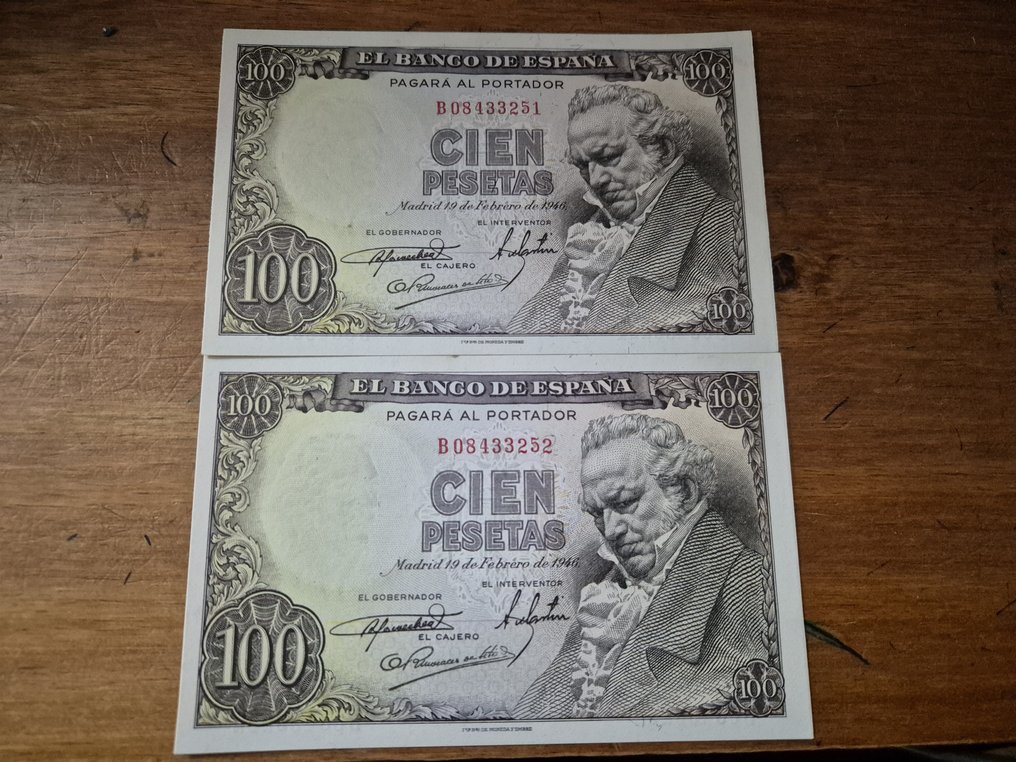 EL BANCO DE ESPAÑA
100 100
PAGARÁ AL PORTADOR
B08433251
CIEN
PESETAS
Madrid 19 de Febrero de 1946
EL INTERVENTOR
EL GOBERNADOR
EL CAJERO
100 100
EL BANCO DE ESPAÑA
100 100
PAGARÁ AL PORTADOR
B08433252
CIEN
PESETAS
Madrid 19 de Febrero de 1946
EL INTERVENTOR
EL GOBERNADOR
EL CAJERO
100 100